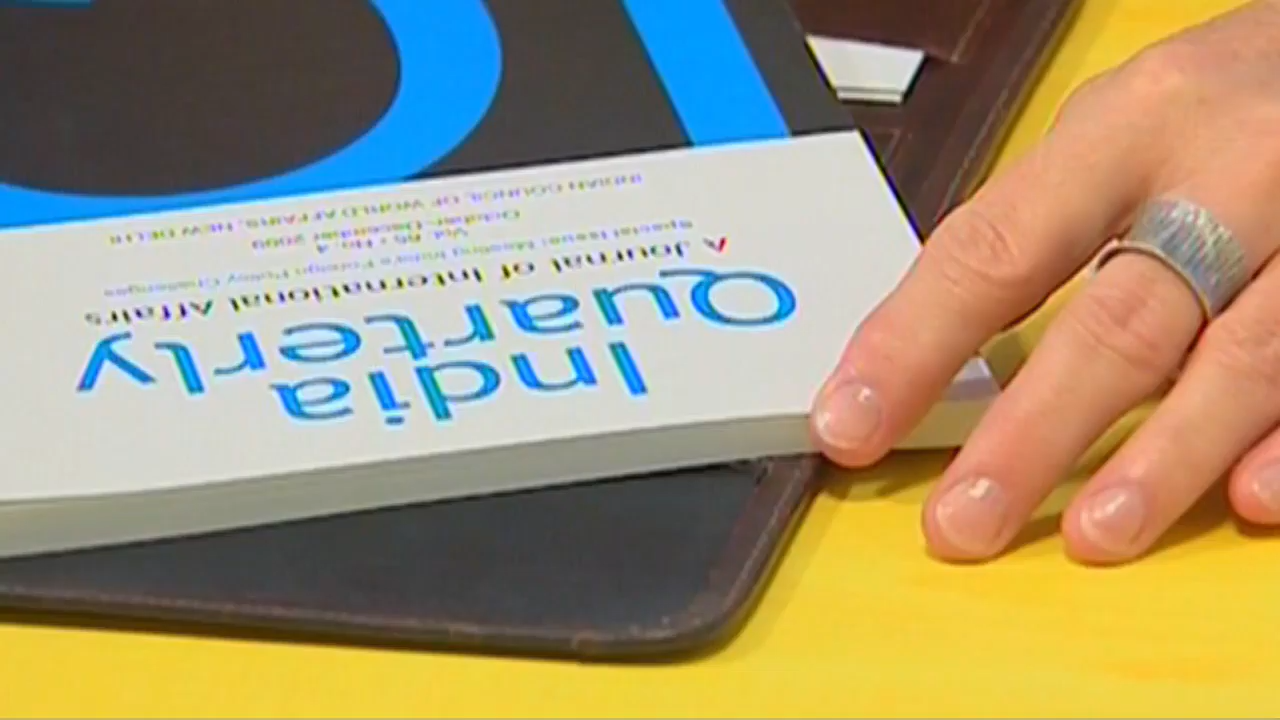 India
Quarterly
A Journal of International Affairs
Special Issue: Meeting India's Foreign Policy Challenges
Vol. 65 • No. 4
October–December 2009
INDIAN COUNCIL OF WORLD AFFAIRS, NEW DELHI